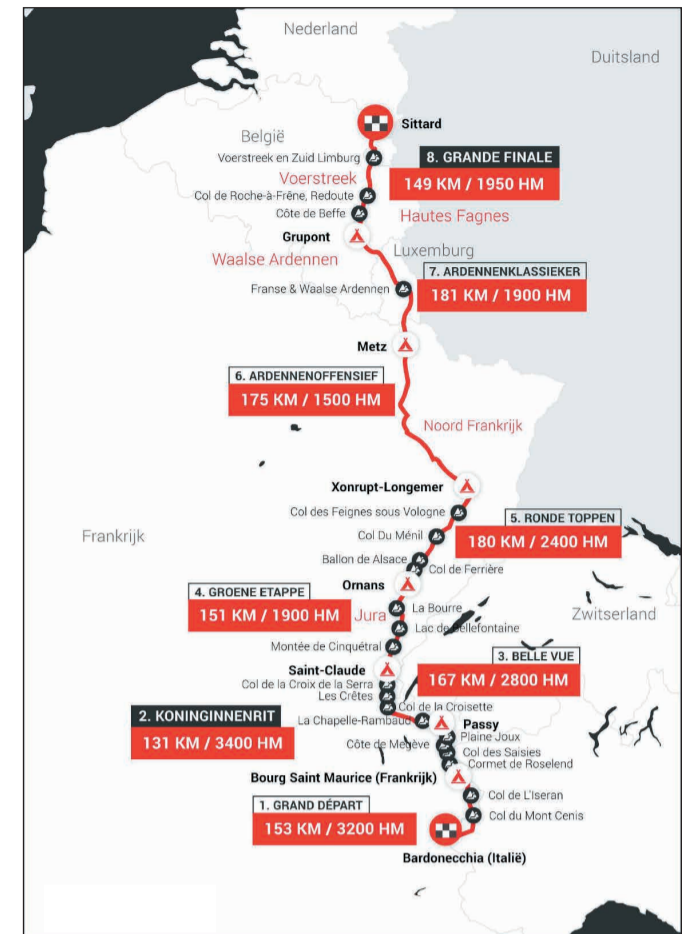 Nederland
Duitsland
Sittard
België
Voerstreek en Zuid Limburg
8. GRANDE FINALE
149 KM / 1950 HM
Voerstreek
Col de Roche-à-Frêne, Redoute
Côte de Beffe
Hautes Fagnes
Grupont
Luxemburg
Waalse Ardennen
7. ARDENNENKLASSIEKER
181 KM / 1900 HM
Franse & Waalse Ardennen
Metz
6. ARDENNENOFFENSIEF
175 KM / 1500 HM
Noord Frankrijk
Xonrupt-Longemer
Col des Feignes sous Vologne
5. RONDE TOPPEN
180 KM / 2400 HM
Col Du Ménil
Frankrijk
Ballon de Alsace
Col de Ferrière
Ornans
4. GROENE ETAPPE
151 KM / 1900 HM
Jura
La Bourre
Zwitserland
Lac de Bellefontaine
Montée de Cinquétral
3. BELLE VUE
167 KM / 2800 HM
Saint-Claude
Col de la Croix de la Serra
Les Crêtes
Col de la Croisette
2. KONINGINNENRIT
131 KM / 3400 HM
La Chapelle-Rambaud
Passy
Plaine Joux
Côte de Megève
Col des Saisies
Cormet de Roselend
Bourg Saint Maurice (Frankrijk)
Col de L'Iseran
1. GRAND DÉPART
153 KM / 3200 HM
Col du Mont Cenis
Bardonecchia (Italië)